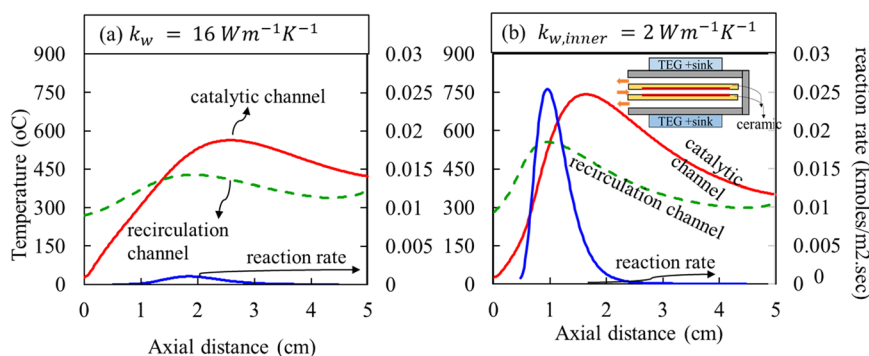 (a) k_w = 16 Wm⁻¹K⁻¹
900
750
600
450
300
150
0
Temperature (oC)
0.03
0.025
0.02
0.015
0.01
0.005
0
catalytic channel
recirculation
channel
reaction rate
0
1
2
3
4
5
Axial distance (cm)
(b) k_w,inner = 2 Wm⁻¹K⁻¹
900
750
600
450
300
150
0
TEG +sink
TEG +sink
ceramic
catalytic
channel
recirculation channel
reaction rate
0
1
2
3
4
5
Axial distance (cm)
0.03
0.025
0.02
0.015
0.01
0.005
0
reaction rate (kmoles/m2.sec)